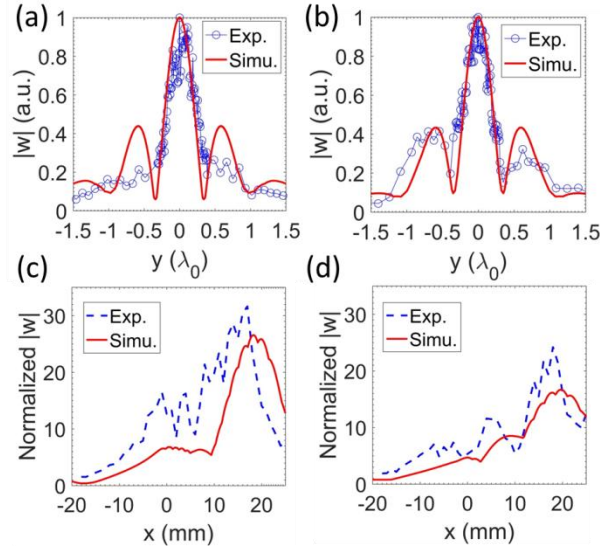 (a)
(b)
1
0.8
0.6
0.4
0.2
0
|w| (a.u.)
Exp.
Simu.
-1.5 -1 -0.5 0 0.5 1 1.5
y (λ0)
1
0.8
0.6
0.4
0.2
0
|w| (a.u.)
Exp.
Simu.
-1.5 -1 -0.5 0 0.5 1 1.5
y (λ0)
(c)
(d)
30
20
10
0
Normalized |w|
Exp.
Simu.
-20 -10 0 10 20
x (mm)
30
20
10
0
Normalized |w|
Exp.
Simu.
-20 -10 0 10 20
x (mm)